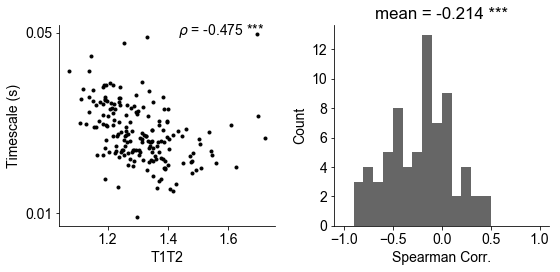 ρ = -0.475 ***
0.05
0.01
Timescale (s)
1.2 1.4 1.6
T1T2
mean = -0.214 ***
12
10
8
6
4
2
0
Count
−1.0 −0.5 0.0 0.5 1.0
Spearman Corr.